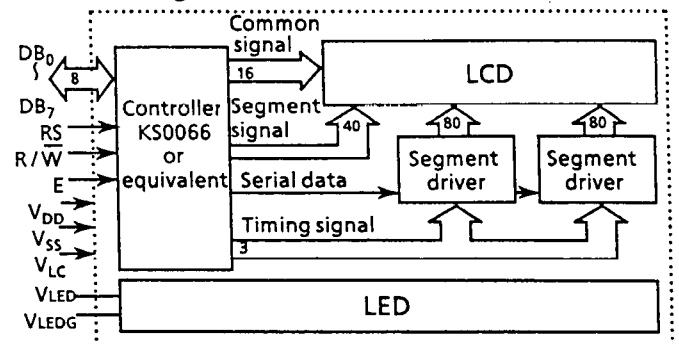 DB0
8
DB7
RS
R / W
E
VDD
VSS
VLC
VLED
VLEDG
Controller
KS0066
or
equivalent
Common
signal
16
Segment
signal
40
Serial data
Timing signal
3
LCD
80
80
Segment
driver
Segment
driver
LED